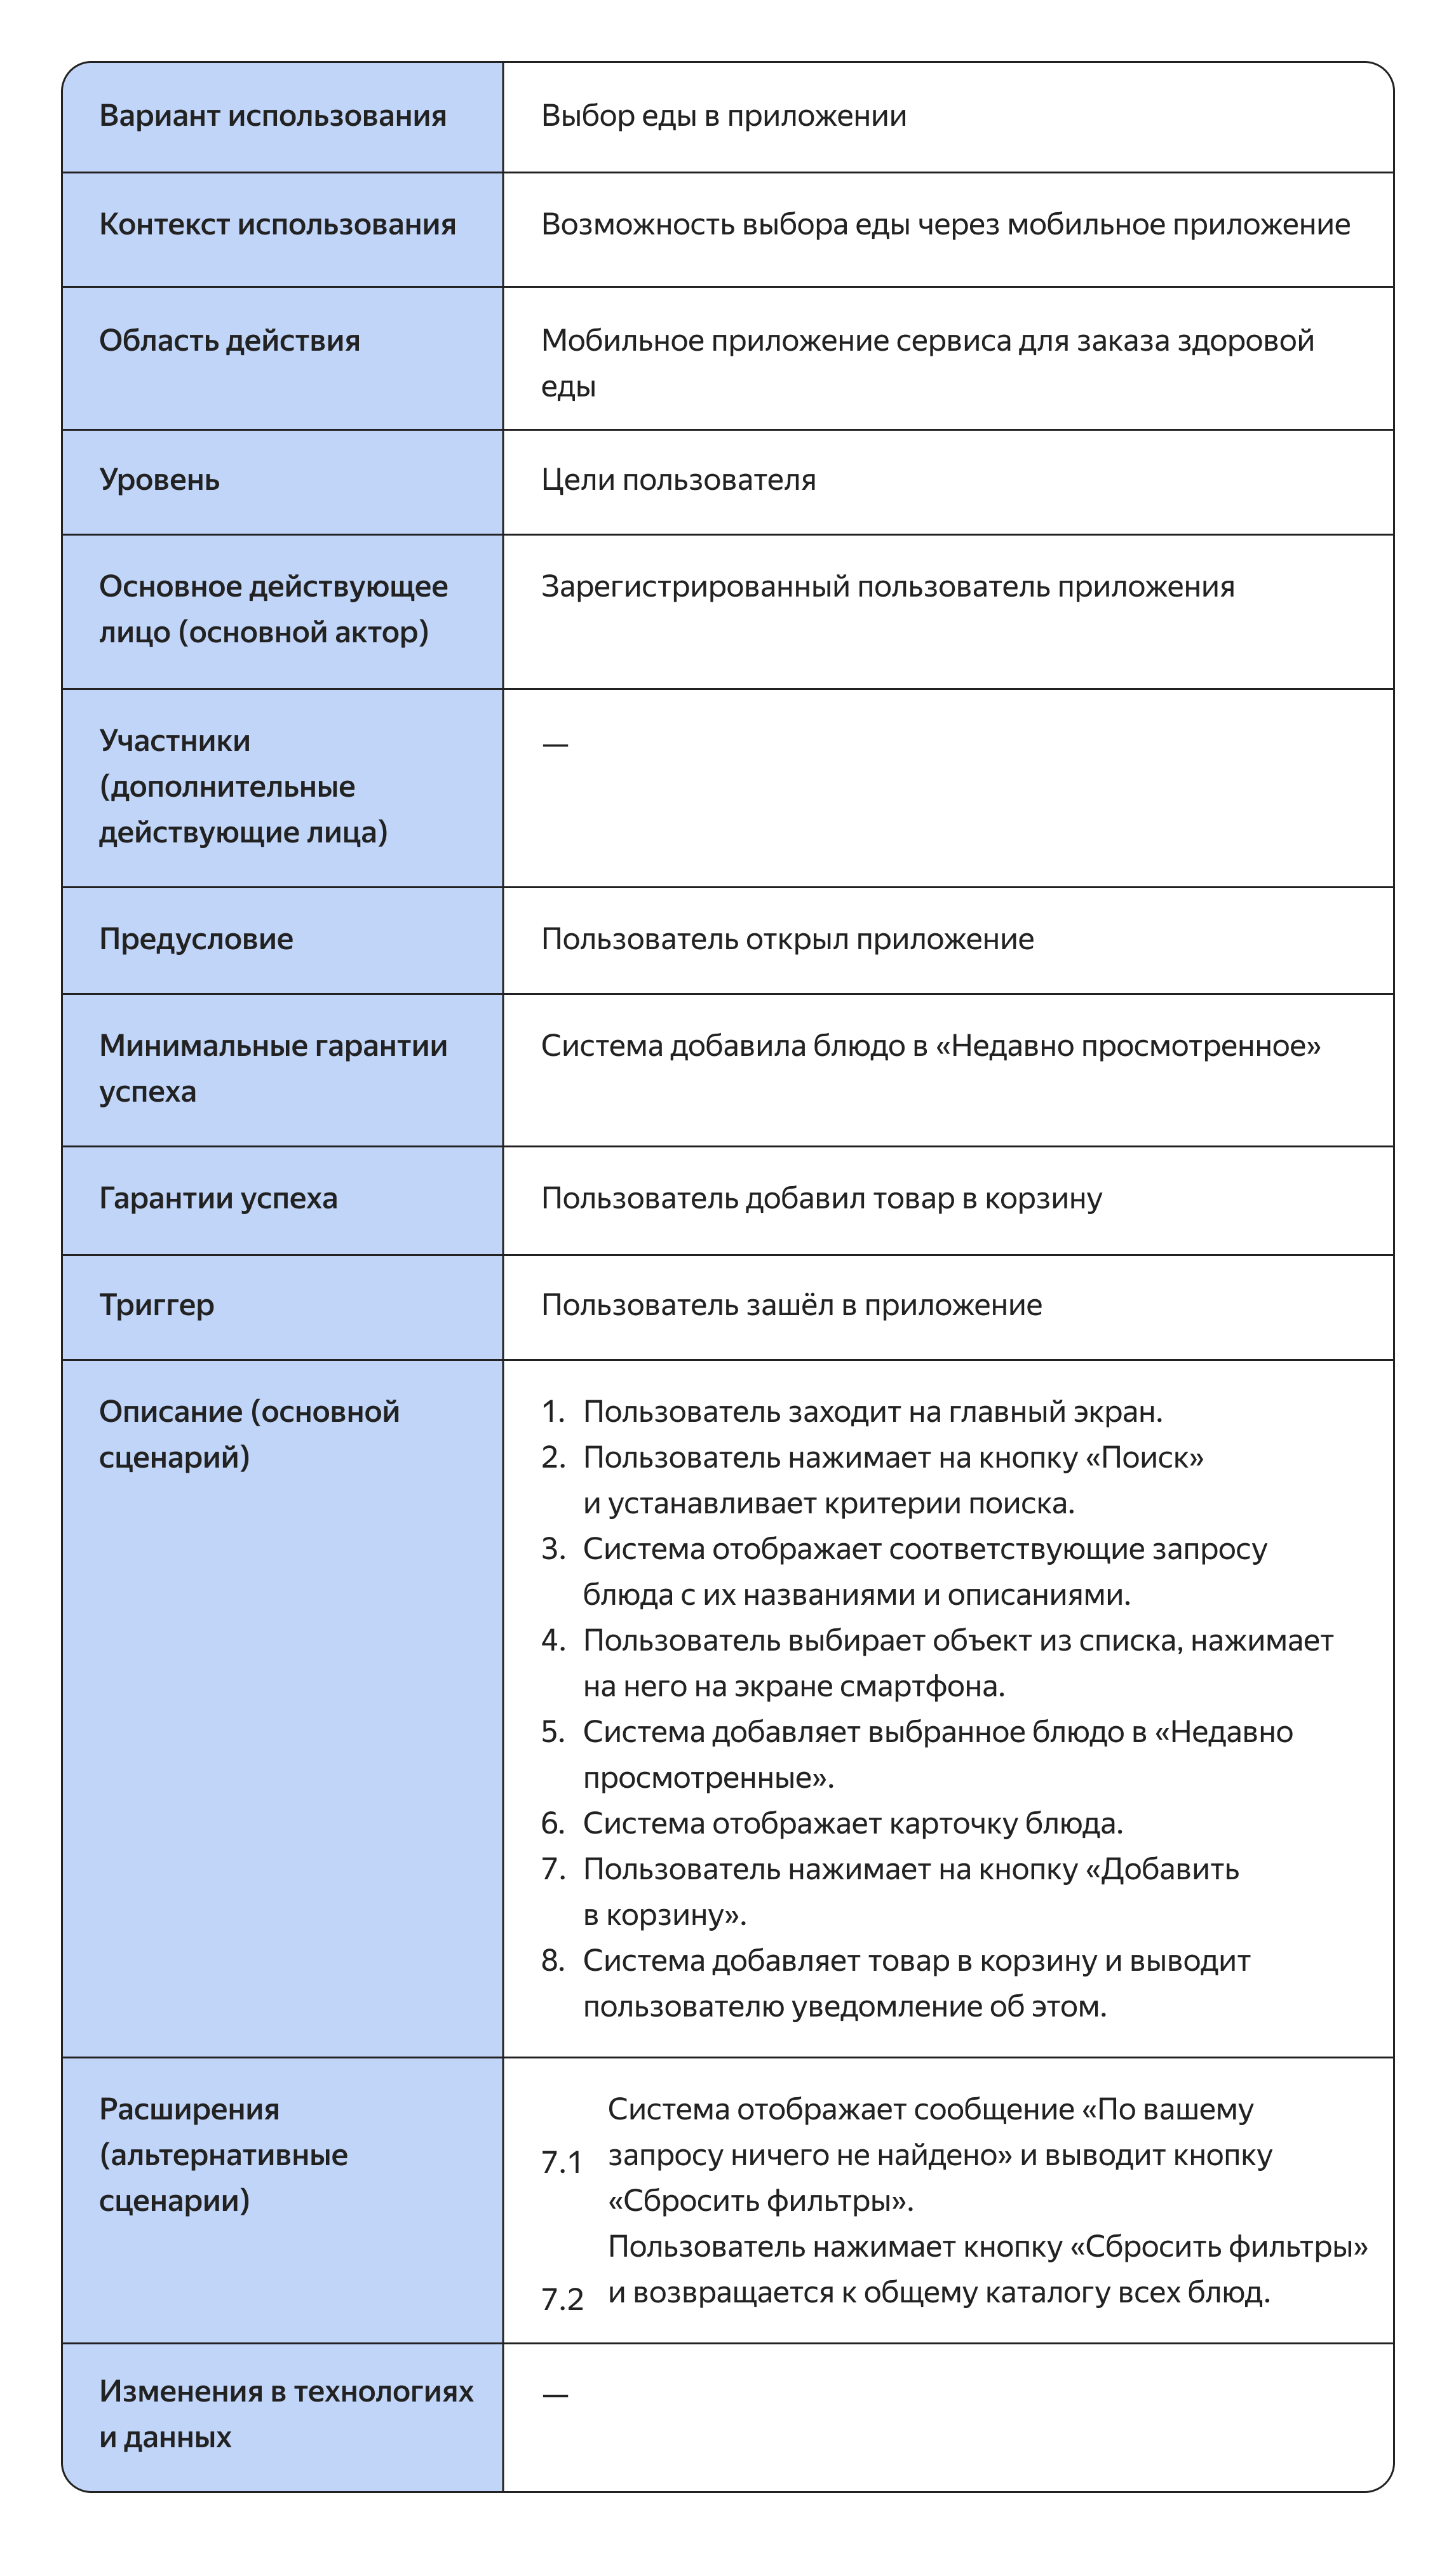 Вариант использования
Выбор еды в приложении
Контекст использования
Возможность выбора еды через мобильное приложение
Область действия
Мобильное приложение сервиса для заказа здоровой
еды
Уровень
Цели пользователя
Основное действующее
лицо (основной актор)
Зарегистрированный пользователь приложения
Участники
(дополнительные
действующие лица)
—
Предусловие
Пользователь открыл приложение
Минимальные гарантии
успеха
Система добавила блюдо в «Недавно просмотренное»
Гарантии успеха
Пользователь добавил товар в корзину
Триггер
Пользователь зашёл в приложение
Описание (основной
сценарий)
1. Пользователь заходит на главный экран.
2. Пользователь нажимает на кнопку «Поиск»
и устанавливает критерии поиска.
3. Система отображает соответствующие запросу
блюда с их названиями и описаниями.
4. Пользователь выбирает объект из списка, нажимает
на него на экране смартфона.
5. Система добавляет выбранное блюдо в «Недавно
просмотренные».
6. Система отображает карточку блюда.
7. Пользователь нажимает на кнопку «Добавить
в корзину».
8. Система добавляет товар в корзину и выводит
пользователю уведомление об этом.
Расширения
(альтернативные
сценарии)
Система отображает сообщение «По вашему
7.1 запросу ничего не найдено» и выводит кнопку
«Сбросить фильтры».
Пользователь нажимает кнопку «Сбросить фильтры»
7.2 и возвращается к общему каталогу всех блюд.
Изменения в технологиях
и данных
—